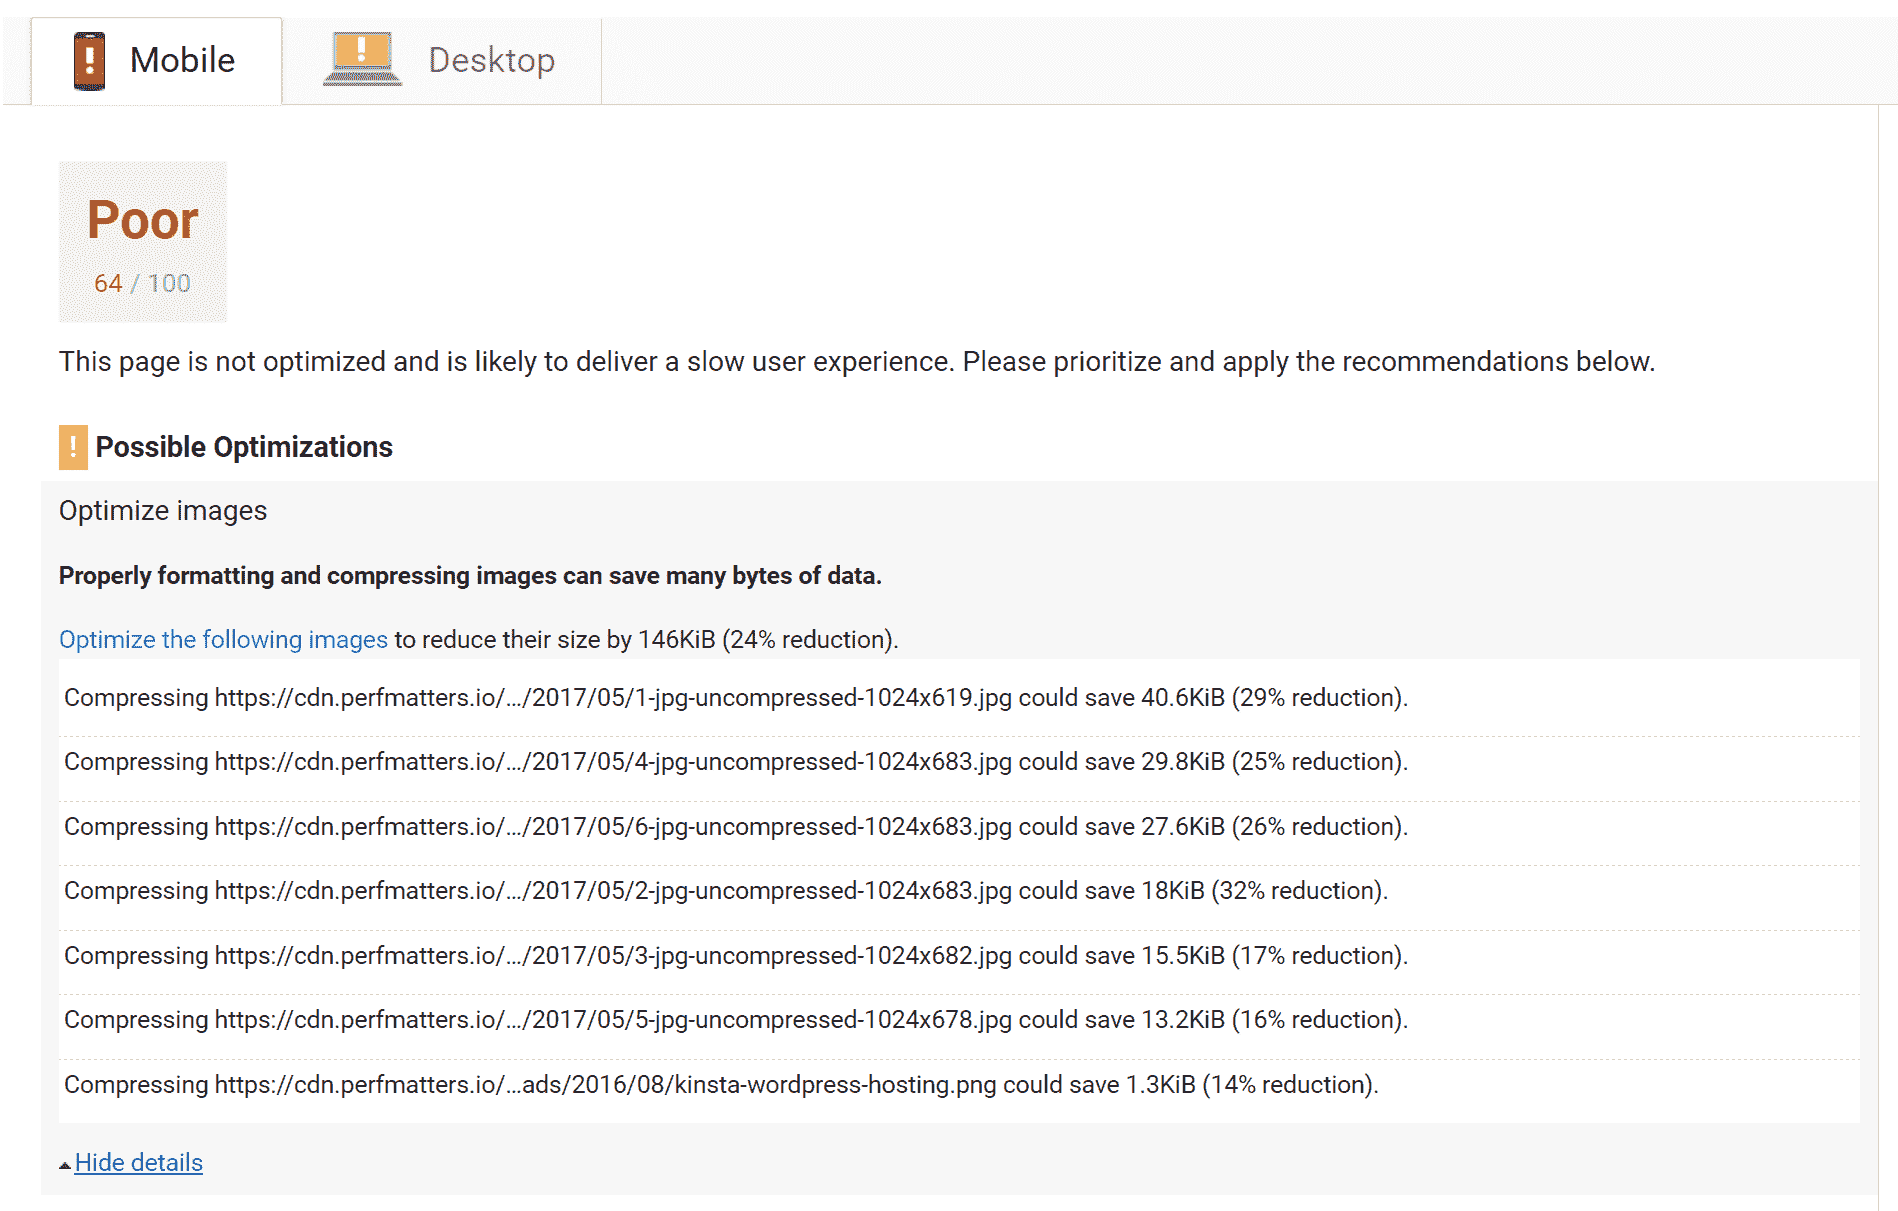 Mobile
Desktop
Poor
64 / 100
This page is not optimized and is likely to deliver a slow user experience. Please prioritize and apply the recommendations below.
! Possible Optimizations
Optimize images
Properly formatting and compressing images can save many bytes of data.
Optimize the following images to reduce their size by 146KiB (24% reduction).
Compressing https://cdn.perfmatters.io/…/2017/05/1-jpg-uncompressed-1024x619.jpg could save 40.6KiB (29% reduction).
Compressing https://cdn.perfmatters.io/…/2017/05/4-jpg-uncompressed-1024x683.jpg could save 29.8KiB (25% reduction).
Compressing https://cdn.perfmatters.io/…/2017/05/6-jpg-uncompressed-1024x683.jpg could save 27.6KiB (26% reduction).
Compressing https://cdn.perfmatters.io/…/2017/05/2-jpg-uncompressed-1024x683.jpg could save 18KiB (32% reduction).
Compressing https://cdn.perfmatters.io/…/2017/05/3-jpg-uncompressed-1024x682.jpg could save 15.5KiB (17% reduction).
Compressing https://cdn.perfmatters.io/…/2017/05/5-jpg-uncompressed-1024x678.jpg could save 13.2KiB (16% reduction).
Compressing https://cdn.perfmatters.io/…ads/2016/08/kinsta-wordpress-hosting.png could save 1.3KiB (14% reduction).
Hide details